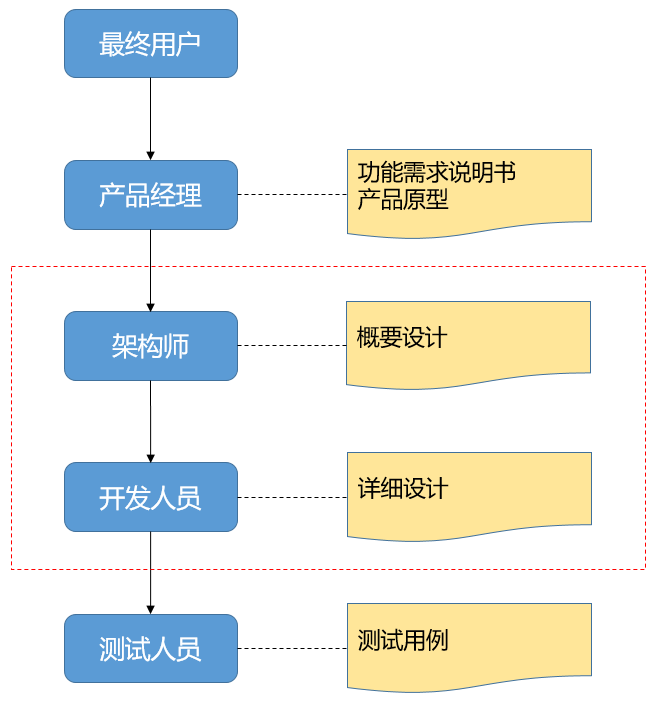 最终用户
产品经理
功能需求说明书
产品原型
架构师
概要设计
开发人员
详细设计
测试人员
测试用例